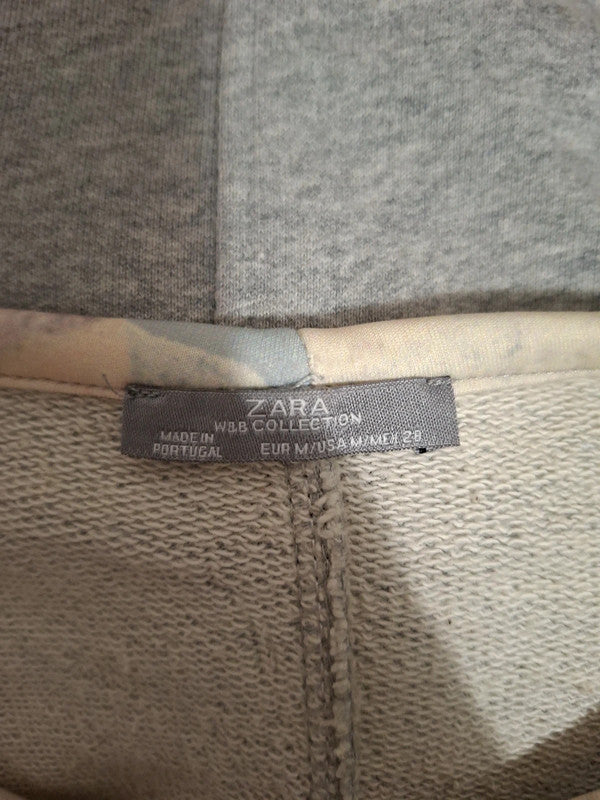 ZARA
W&B COLLECTION
MADE IN
PORTUGAL
EUR M/USA M/MEX 28